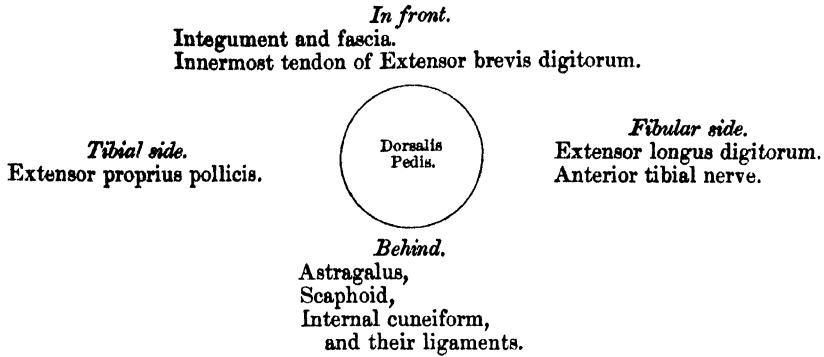 In front.
Integument and fascia.
Innermost tendon of Extensor brevis digitorum.
Tibial side.
Extensor proprius pollicis.
Dorsalis
Pedis.
Fibular side.
Extensor longus digitorum.
Anterior tibial nerve.
Behind.
Astragalus,
Scaphoid,
Internal cuneiform,
and their ligaments.